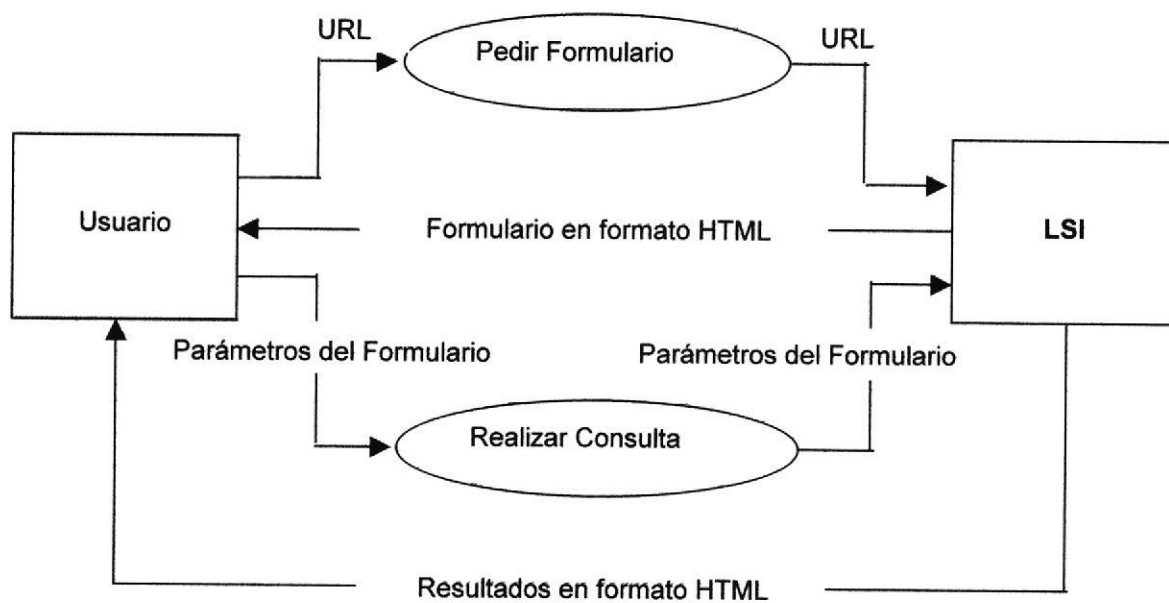 URL
Pedir Formulario
URL
Usuario
Formulario en formato HTML
LSI
Parámetros del Formulario
Parámetros del Formulario
Realizar Consulta
Resultados en formato HTML